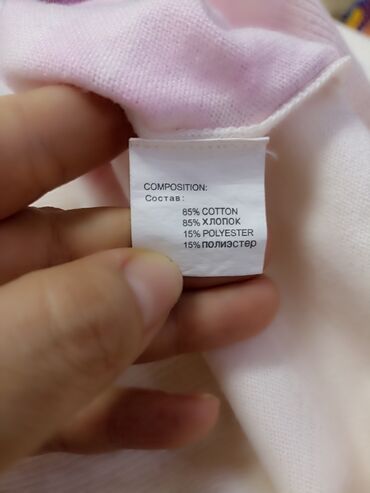 COMPOSITION:
Состав:
85% COTTON
85% ХЛОПОК
15% POLYESTER
15% полиэстер